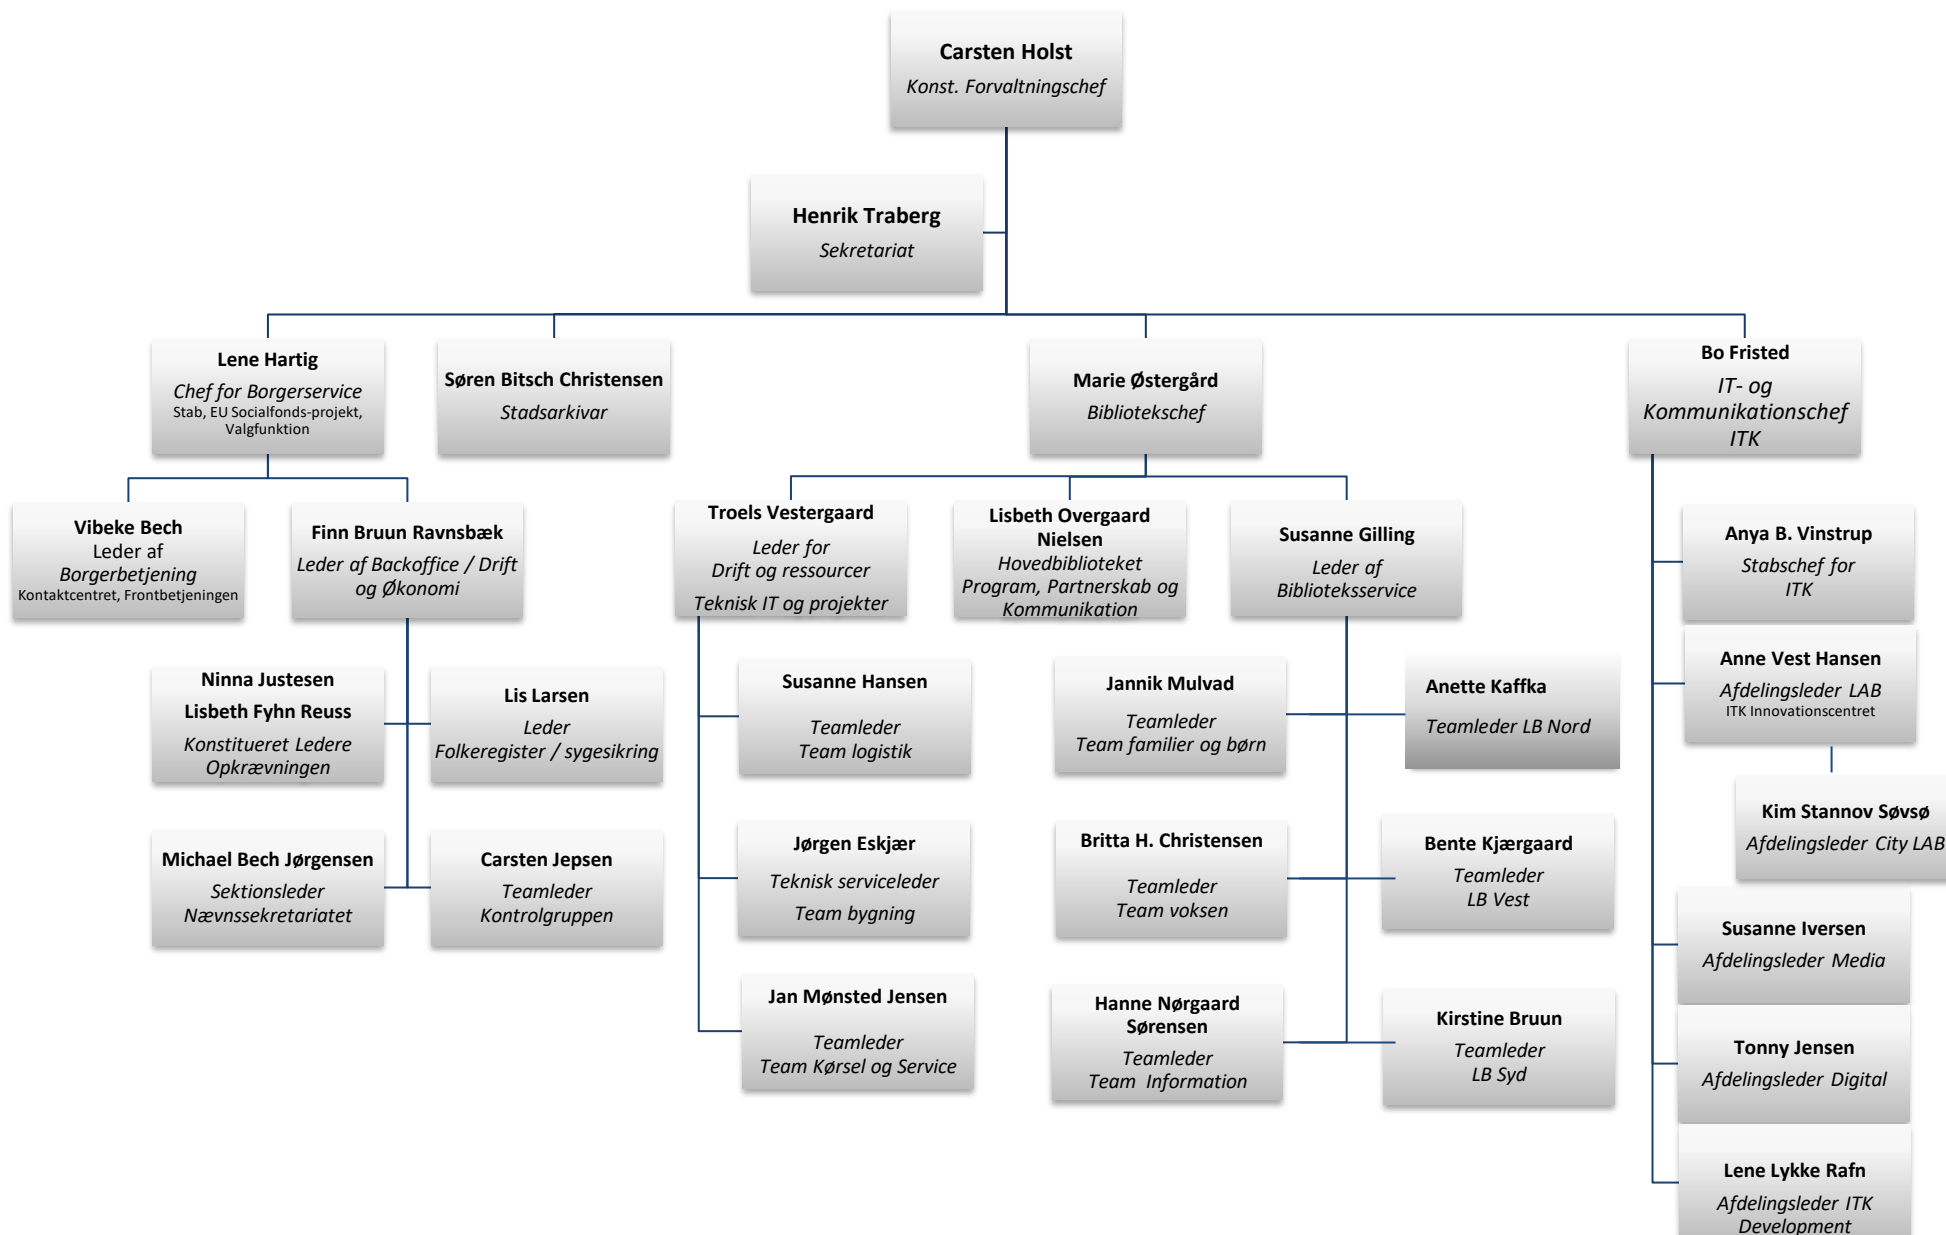 Carsten Holst
Konst. Forvaltningschef
Henrik Traberg
Sekretariat
Lene Hartig
Chef for Borgerservice
Stab, EU Socialfonds-projekt,
Valgfunktion
Søren Bitsch Christensen
Stadsarkivar
Marie Østergård
Bibliotekschef
Bo Fristed
IT- og
Kommunikationschef
ITK
Vibeke Bech
Leder af
Borgerbetjening
Kontaktcentret, Frontbetjeningen
Finn Bruun Ravnsbæk
Leder af Backoffice / Drift
og Økonomi
Troels Vestergaard
Leder for
Drift og ressourcer
Teknisk IT og projekter
Lisbeth Overgaard
Nielsen
Hovedbiblioteket
Program, Partnerskab og
Kommunikation
Susanne Gilling
Leder af
Biblioteksservice
Anya B. Vinstrup
Stabschef for
ITK
Ninna Justesen
Lisbeth Fyhn Reuss
Konstitueret Ledere
Opkrævningen
Lis Larsen
Leder
Folkeregister / sygesikring
Susanne Hansen
Teamleder
Team logistik
Jannik Mulvad
Teamleder
Team familier og børn
Anette Kaffka
Teamleder LB Nord
Anne Vest Hansen
Afdelingsleder LAB
ITK Innovationscentret
Kim Stannov Søvsø
Afdelingsleder City LAB
Michael Bech Jørgensen
Sektionsleder
Nævnssekretariatet
Carsten Jepsen
Teamleder
Kontrolgruppen
Jørgen Eskjær
Teknisk serviceleder
Team bygning
Britta H. Christensen
Teamleder
Team voksen
Bente Kjærgaard
Teamleder
LB Vest
Susanne Iversen
Afdelingsleder Media
Jan Mønsted Jensen
Teamleder
Team Kørsel og Service
Hanne Nørgaard
Sørensen
Teamleder
Team Information
Kirstine Bruun
Teamleder
LB Syd
Tonny Jensen
Afdelingsleder Digital
Lene Lykke Rafn
Afdelingsleder ITK
Development